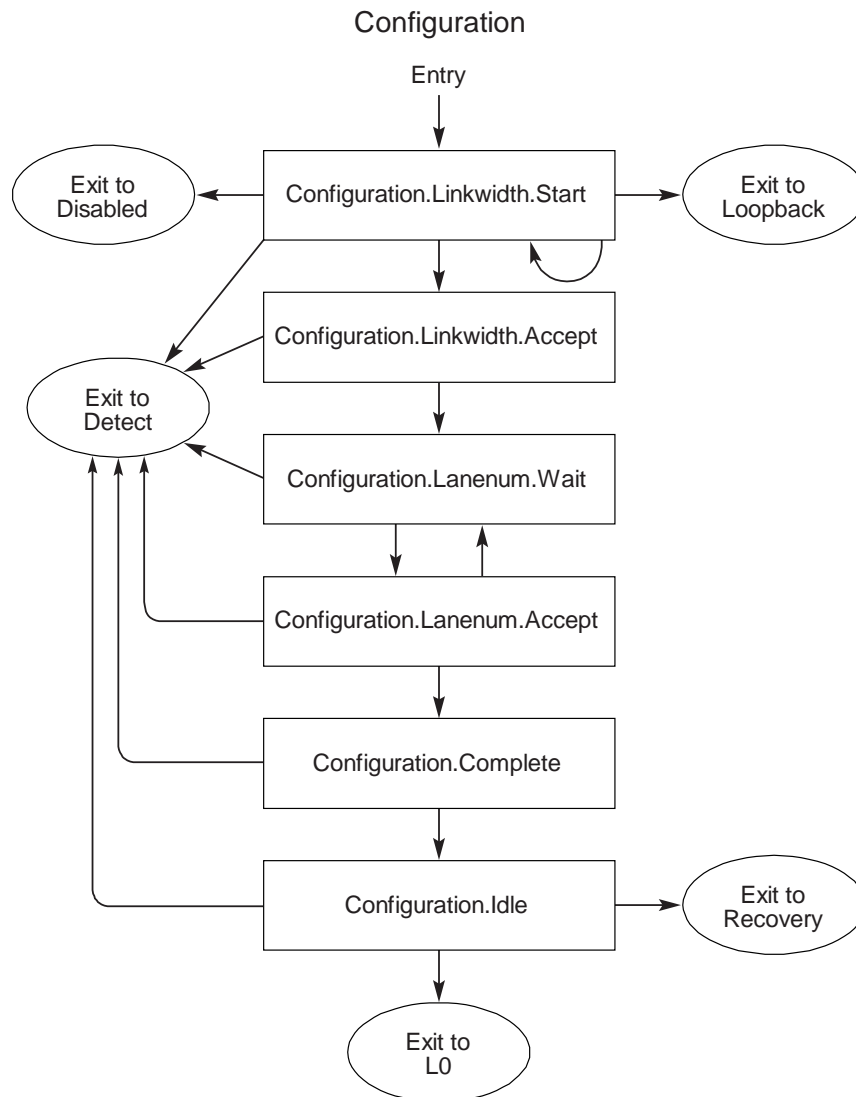 Configuration
Entry
Exit to
Disabled
Configuration.Linkwidth.Start
Exit to
Loopback
Configuration.Linkwidth.Accept
Exit to
Detect
Configuration.Lanenum.Wait
Configuration.Lanenum.Accept
Configuration.Complete
Configuration.Idle
Exit to
Recovery
Exit to
L0